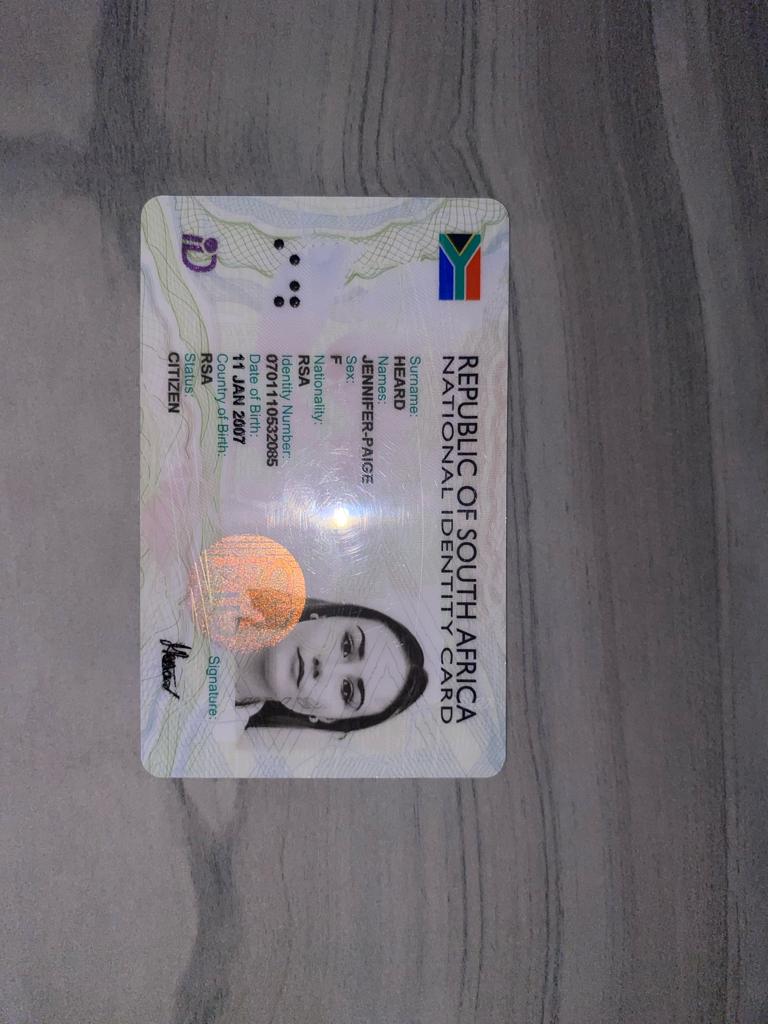 REPUBLIC OF SOUTH AFRICA
NATIONAL IDENTITY CARD
Surname:
HEARD
Names:
JENNIFER-PAIGE
Sex:
F
Nationality:
RSA
Identity Number:
0701110532085
Date of Birth:
11 JAN 2007
Country of Birth:
RSA
Status:
CITIZEN
Signature:
iD